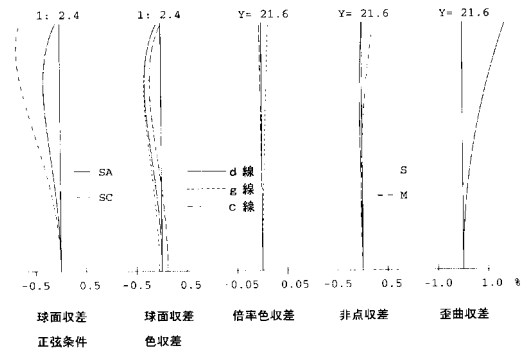 1: 2.4 1: 2.4 Y= 21.6 Y= 21.6 Y= 21.6
SA d 線 S
SC g 線 M
C 線
-0.5 0.5 -0.5 0.5 -0.05 0.05 -0.5 0.5 -1.0 1.0 %
球面収差 球面収差 倍率色収差 非点収差 歪曲収差
正弦条件 色収差